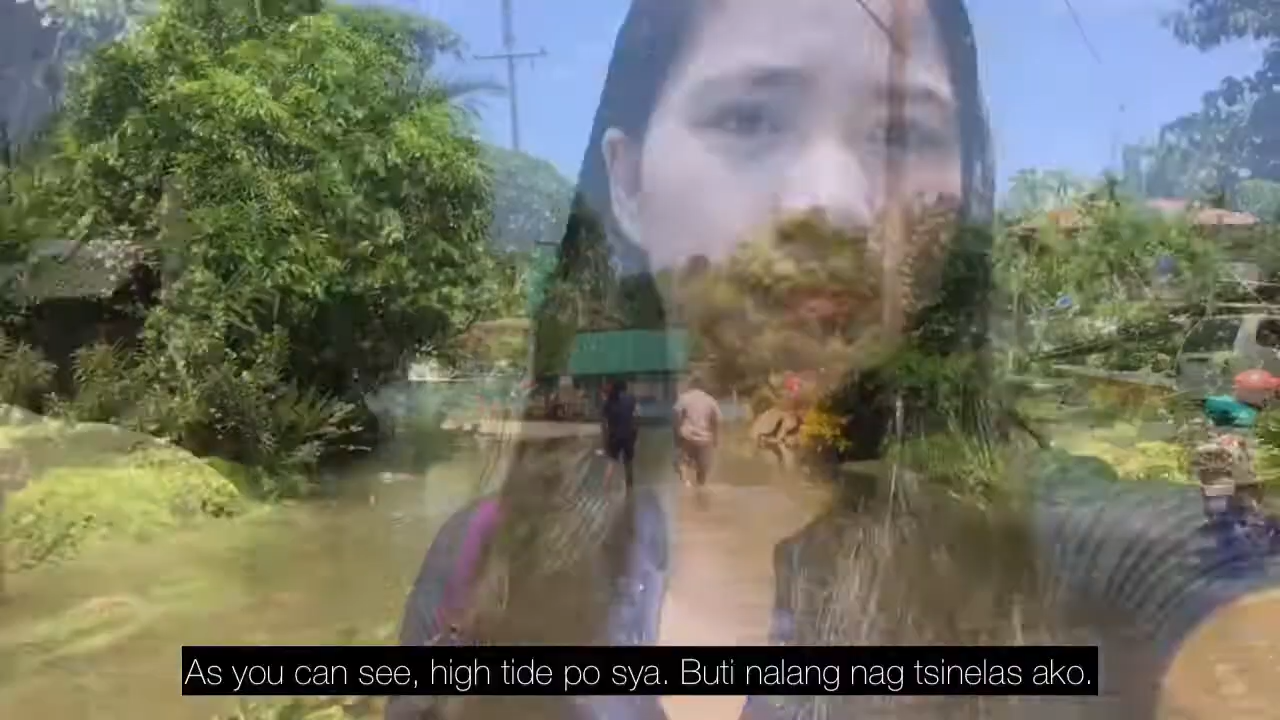 As you can see, high tide po sya. Buti nalang nag tsinelas ako.